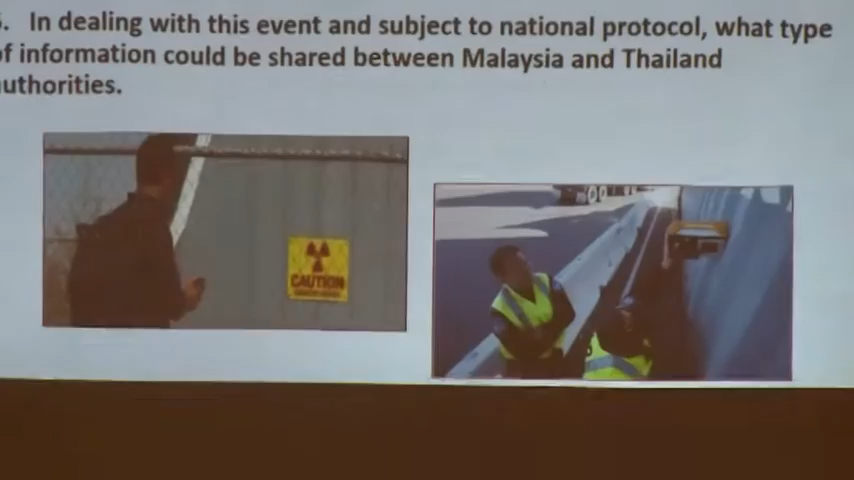 . In dealing with this event and subject to national protocol, what type
of information could be shared between Malaysia and Thailand
uthorities.
CAUTION